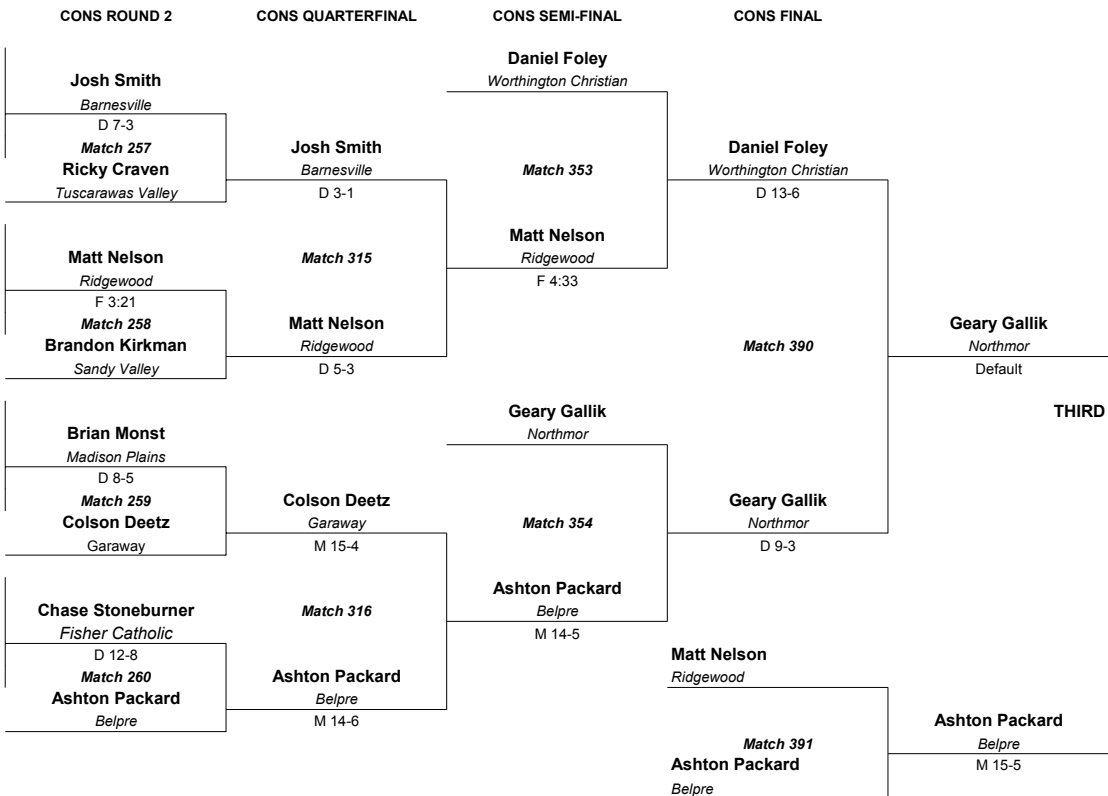 CONS ROUND 2 CONS QUARTERFINAL CONS SEMI-FINAL CONS FINAL
Daniel Foley
Worthington Christian
Josh Smith
Barnesville
D 7-3
Match 257
Ricky Craven
Tuscarawas Valley
Josh Smith
Barnesville
D 3-1
Match 353
Daniel Foley
Worthington Christian
D 13-6
Matt Nelson
Ridgewood
F 3:21
Match 258
Brandon Kirkman
Sandy Valley
Match 315
Matt Nelson
Ridgewood
F 4:33
Matt Nelson
Ridgewood
D 5-3
Match 390
Geary Gallik
Northmor
Default
THIRD
Geary Gallik
Northmor
Brian Monst
Madison Plains
D 8-5
Match 259
Colson Deetz
Garaway
Colson Deetz
Garaway
M 15-4
Match 354
Geary Gallik
Northmor
D 9-3
Chase Stoneburner
Fisher Catholic
D 12-8
Match 260
Ashton Packard
Belpre
Match 316
Ashton Packard
Belpre
M 14-5
Ashton Packard
Belpre
M 14-6
Matt Nelson
Ridgewood
Match 391
Ashton Packard
Belpre
Ashton Packard
Belpre
M 15-5